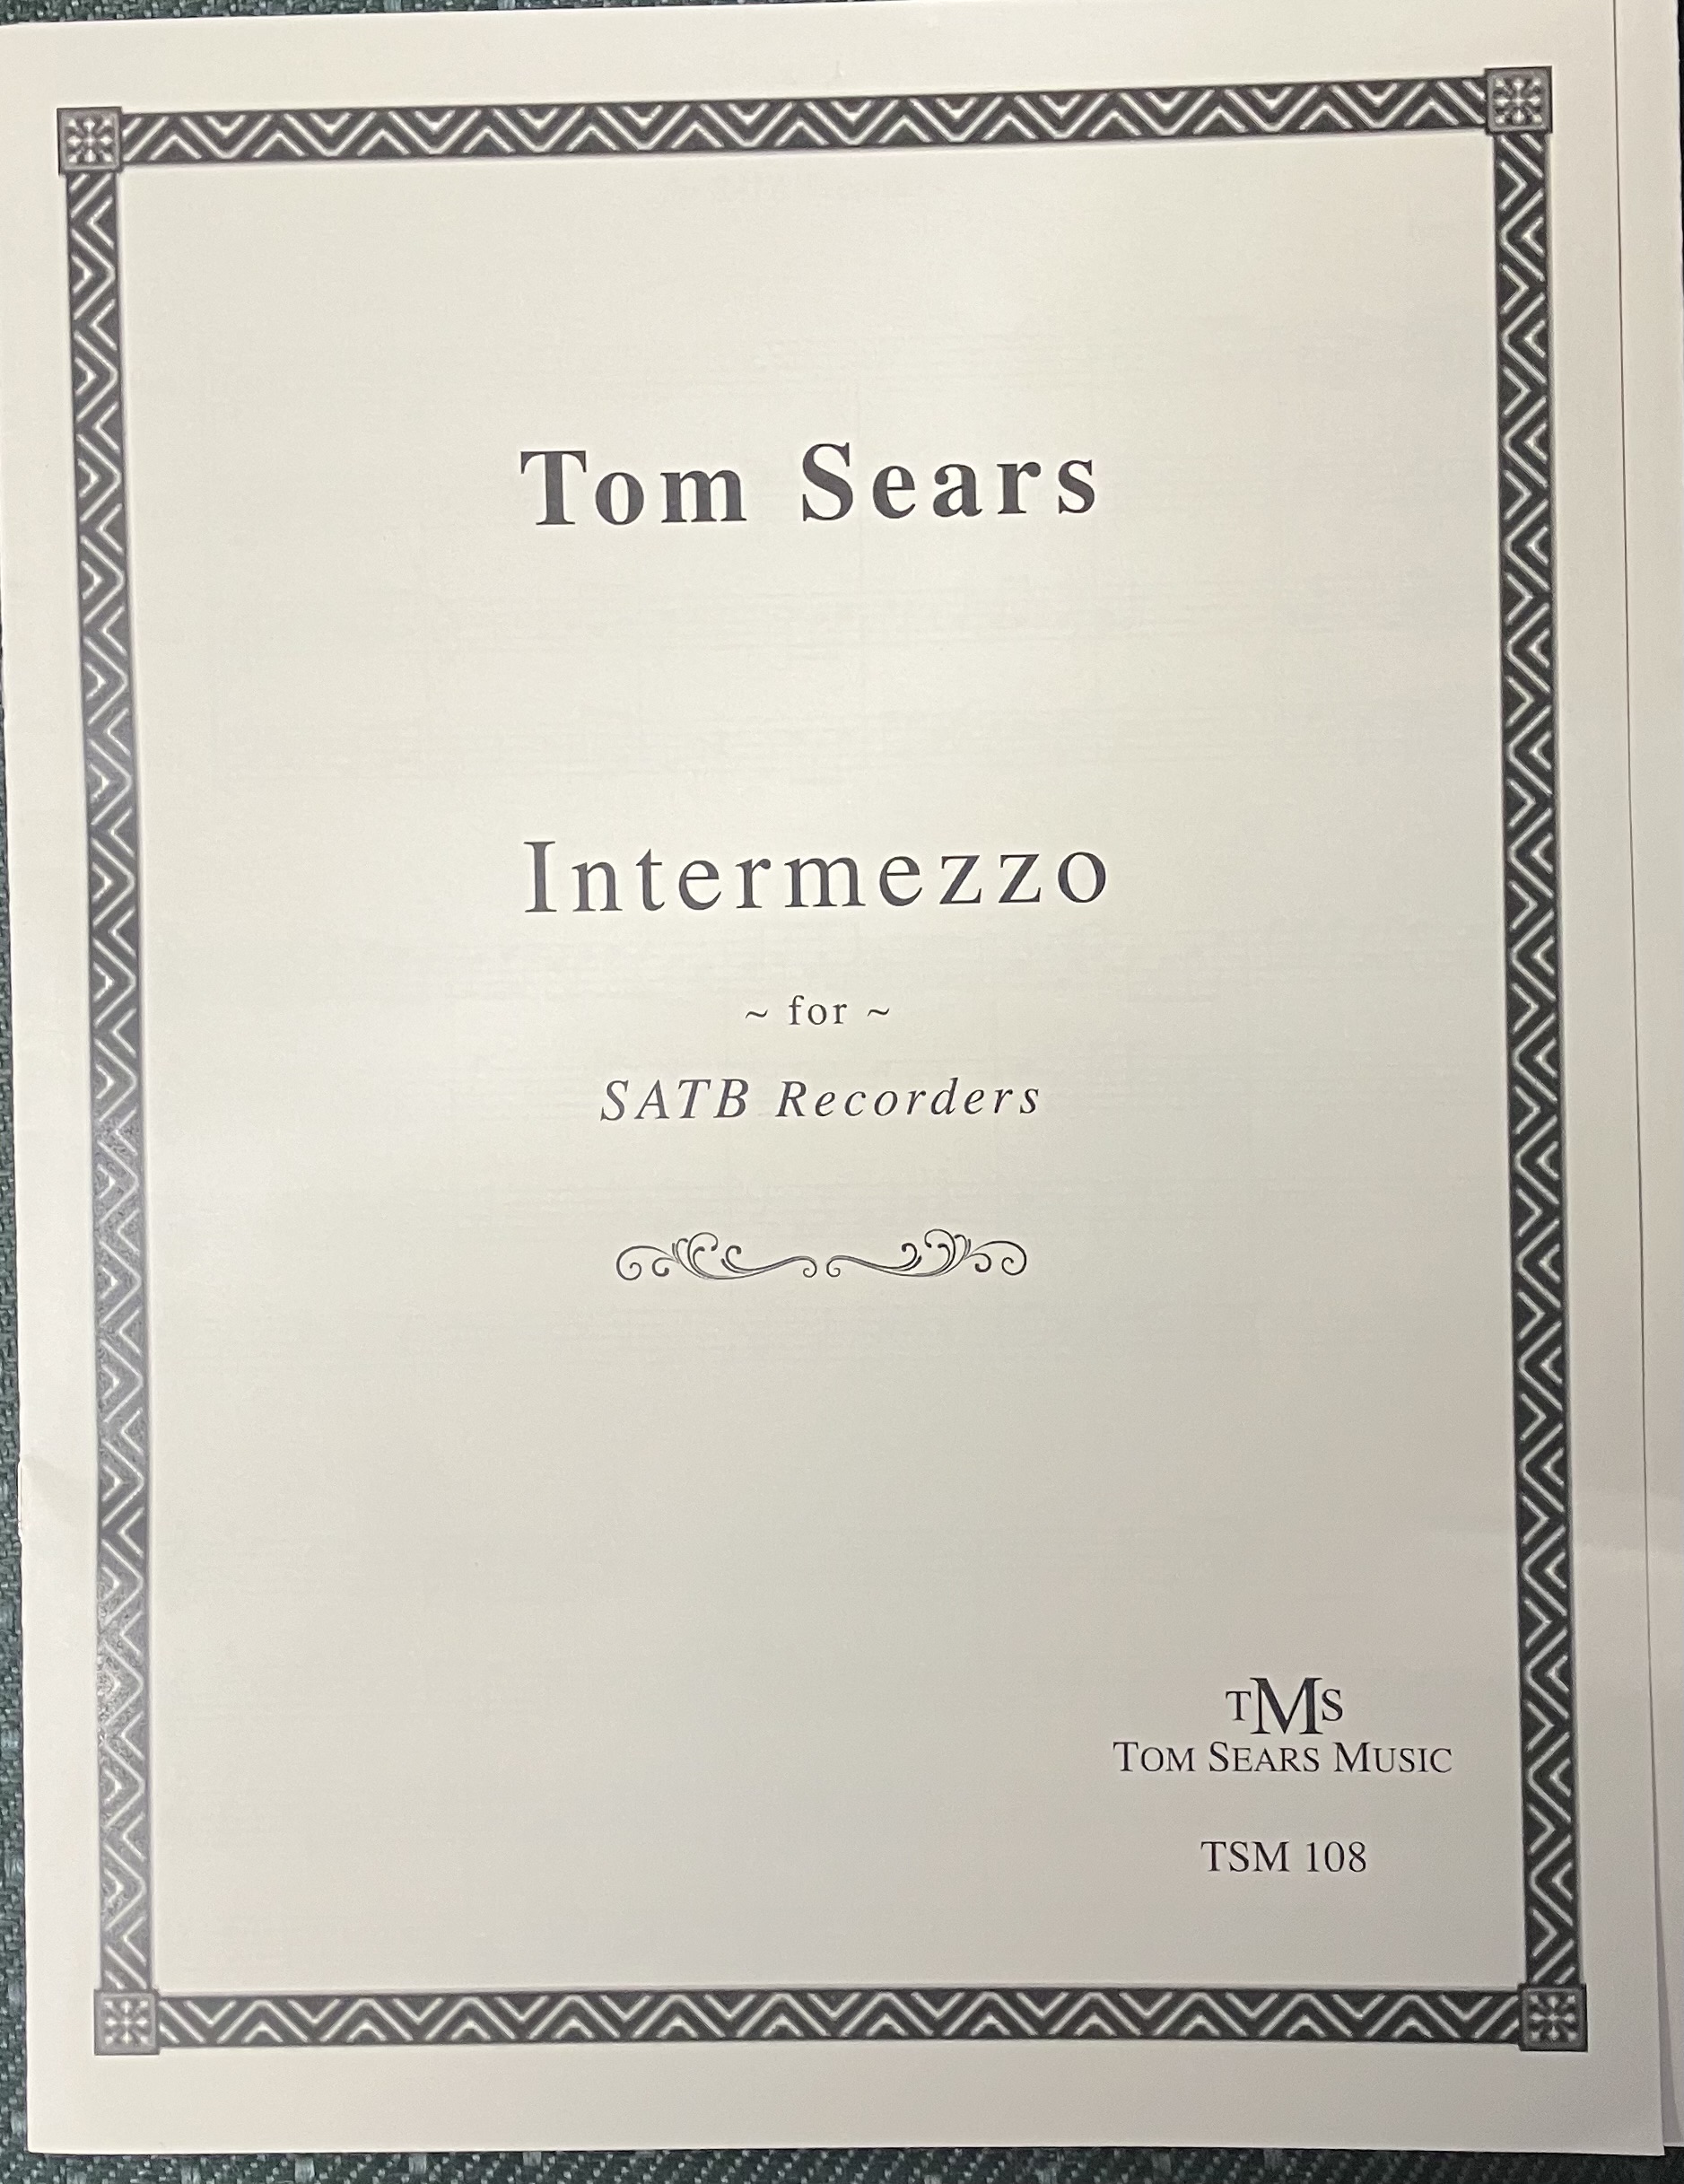 Tom Sears
Intermezzo
~ for ~
SATB Recorders
TMS
TOM SEARS MUSIC
TSM 108